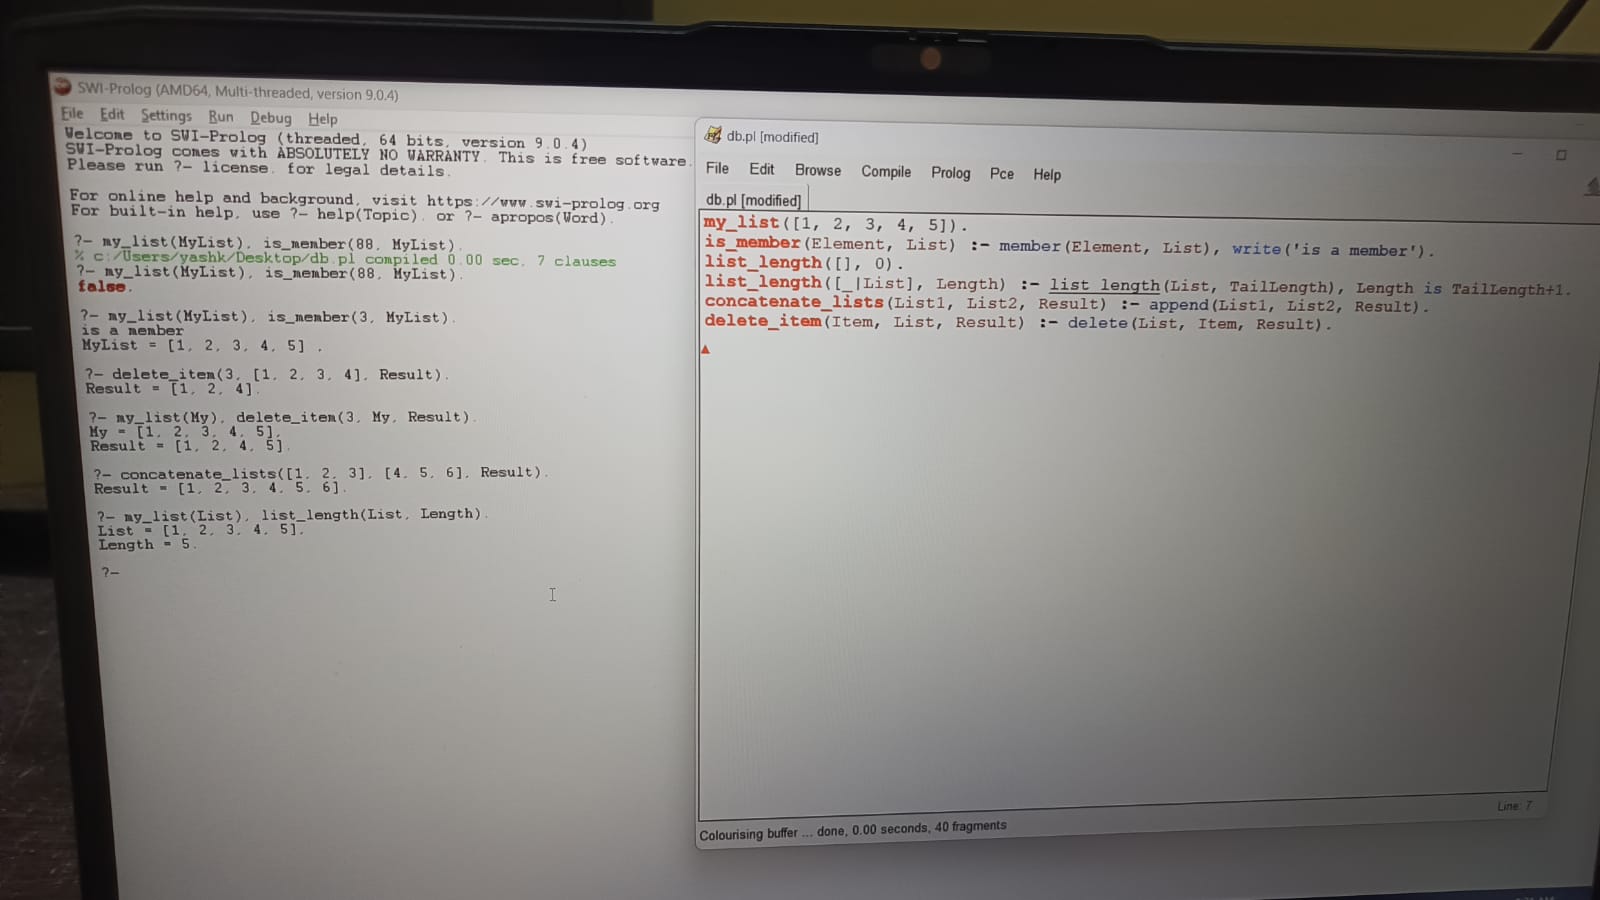 SWI-Prolog (AMD64, Multi-threaded, version 9.0.4)
File Edit Settings Run Debug Help
Welcome to SWI-Prolog (threaded, 64 bits, version 9.0.4)
SWI-Prolog comes with ABSOLUTELY NO WARRANTY. This is free software.
Please run ?- license. for legal details.
For online help and background, visit https://www.swi-prolog.org
For built-in help, use ?- help(Topic). or ?- apropos(Word).
?- my_list(MyList), is_member(88, MyList).
% c:/Users/yashk/Desktop/db.pl compiled 0.00 sec, 7 clauses
?- my_list(MyList), is_member(88, MyList).
false.
?- my_list(MyList), is_member(3, MyList).
is a member
MyList = [1, 2, 3, 4, 5] .
?- delete_item(3, [1, 2, 3, 4], Result).
Result = [1, 2, 4].
?- my_list(My), delete_item(3, My, Result).
My = [1, 2, 3, 4, 5],
Result = [1, 2, 4, 5].
?- concatenate_lists([1, 2, 3], [4, 5, 6], Result).
Result = [1, 2, 3, 4, 5, 6].
?- my_list(List), list_length(List, Length).
List = [1, 2, 3, 4, 5],
Length = 5.
?-
db.pl [modified]
File Edit Browse Compile Prolog Pce Help
db.pl [modified]
my_list([1, 2, 3, 4, 5]).
is_member(Element, List) :- member(Element, List), write('is a member').
list_length([], 0).
list_length([_|List], Length) :- list_length(List, TailLength), Length is TailLength+1.
concatenate_lists(List1, List2, Result) :- append(List1, List2, Result).
delete_item(Item, List, Result) :- delete(List, Item, Result).
Line: 7
Colourising buffer ... done, 0.00 seconds, 40 fragments